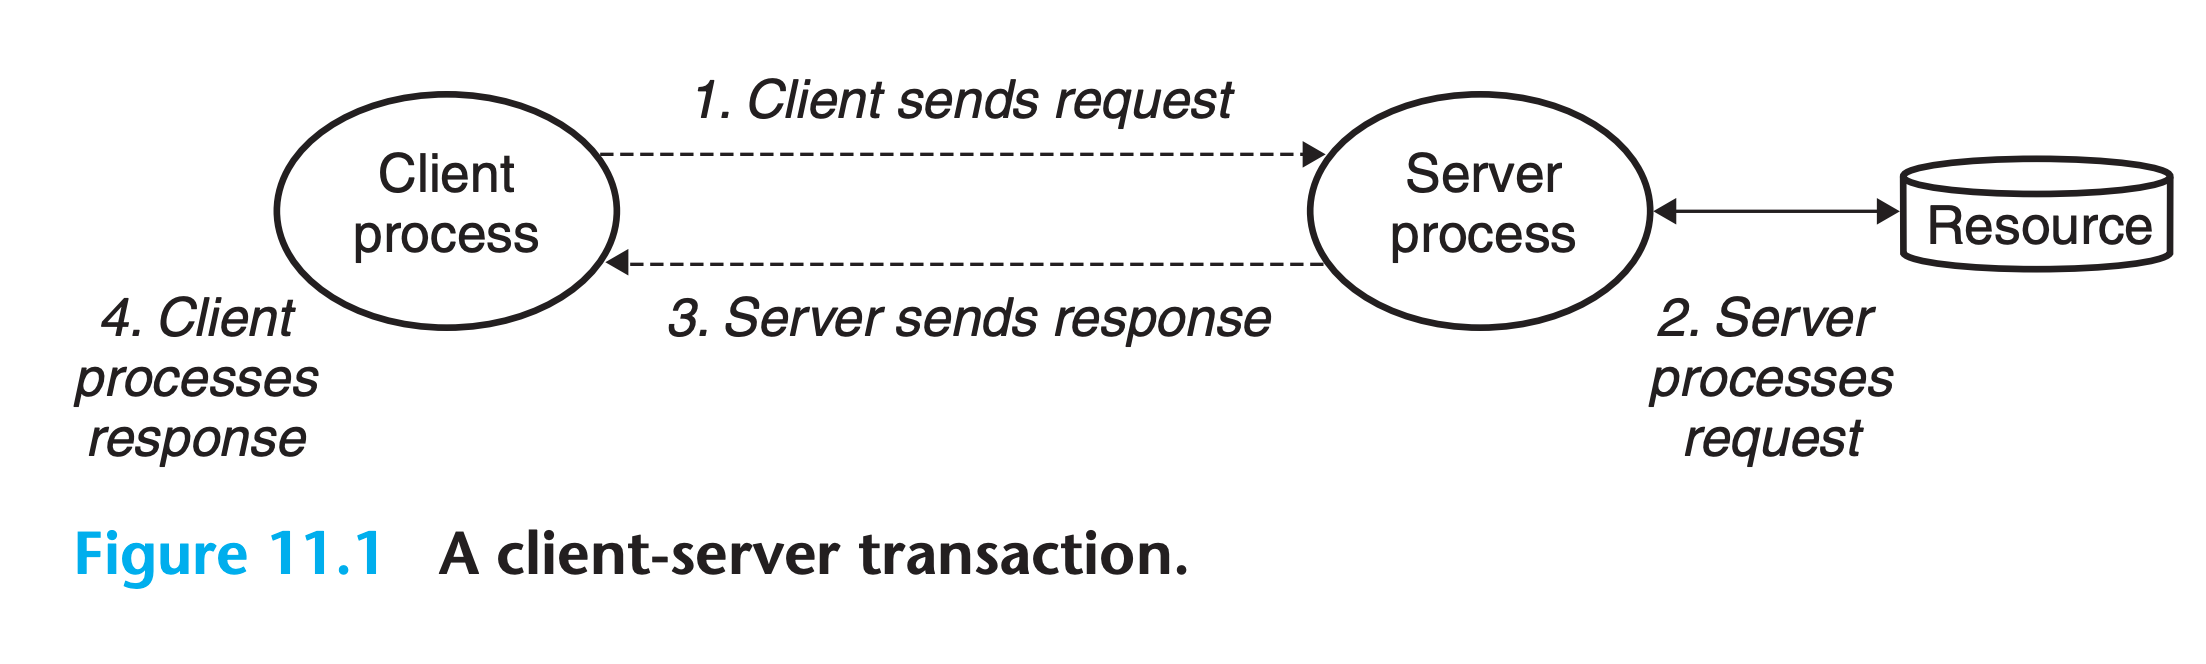 1. Client sends request
Client
process
Server
process
Resource
3. Server sends response
4. Client
processes
response
2. Server
processes
request
Figure 11.1 A client-server transaction.